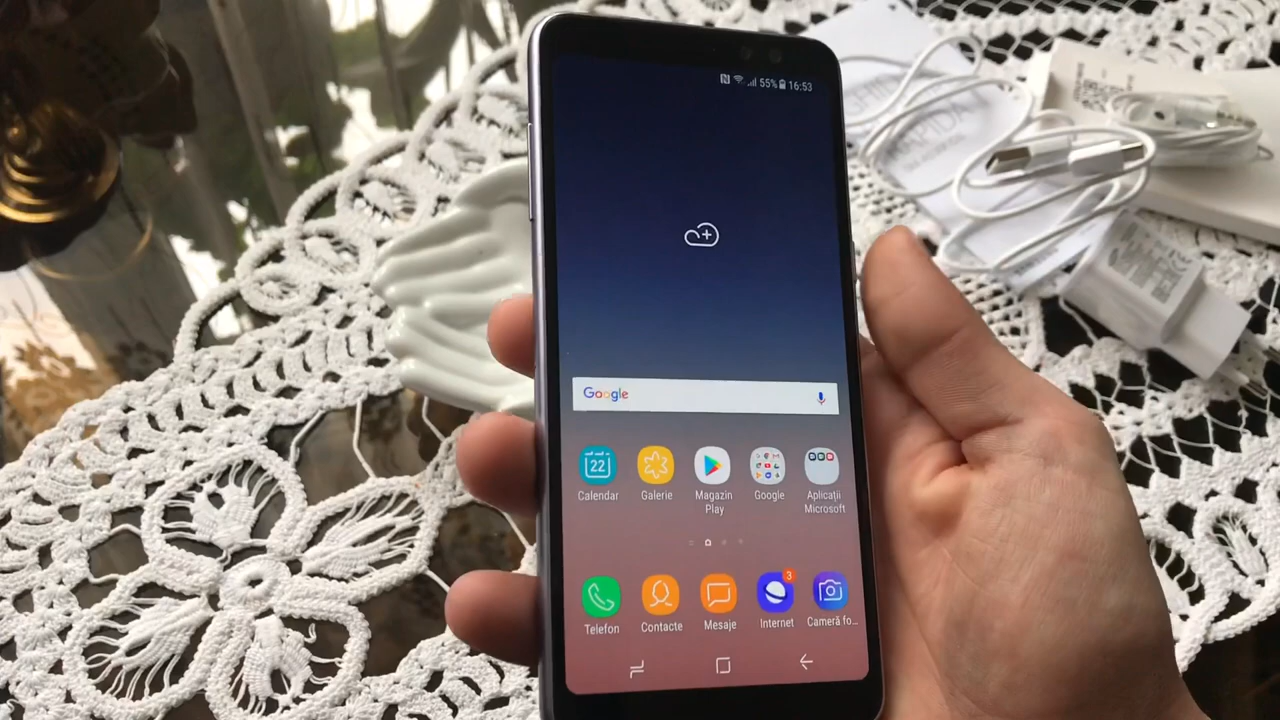 55% 16:53
Google
22
Calendar
Galerie
Magazin
Play
Google
Aplicații
Microsoft
3
Telefon
Contacte
Mesaje
Internet
Cameră fo...
RAPIDĂ